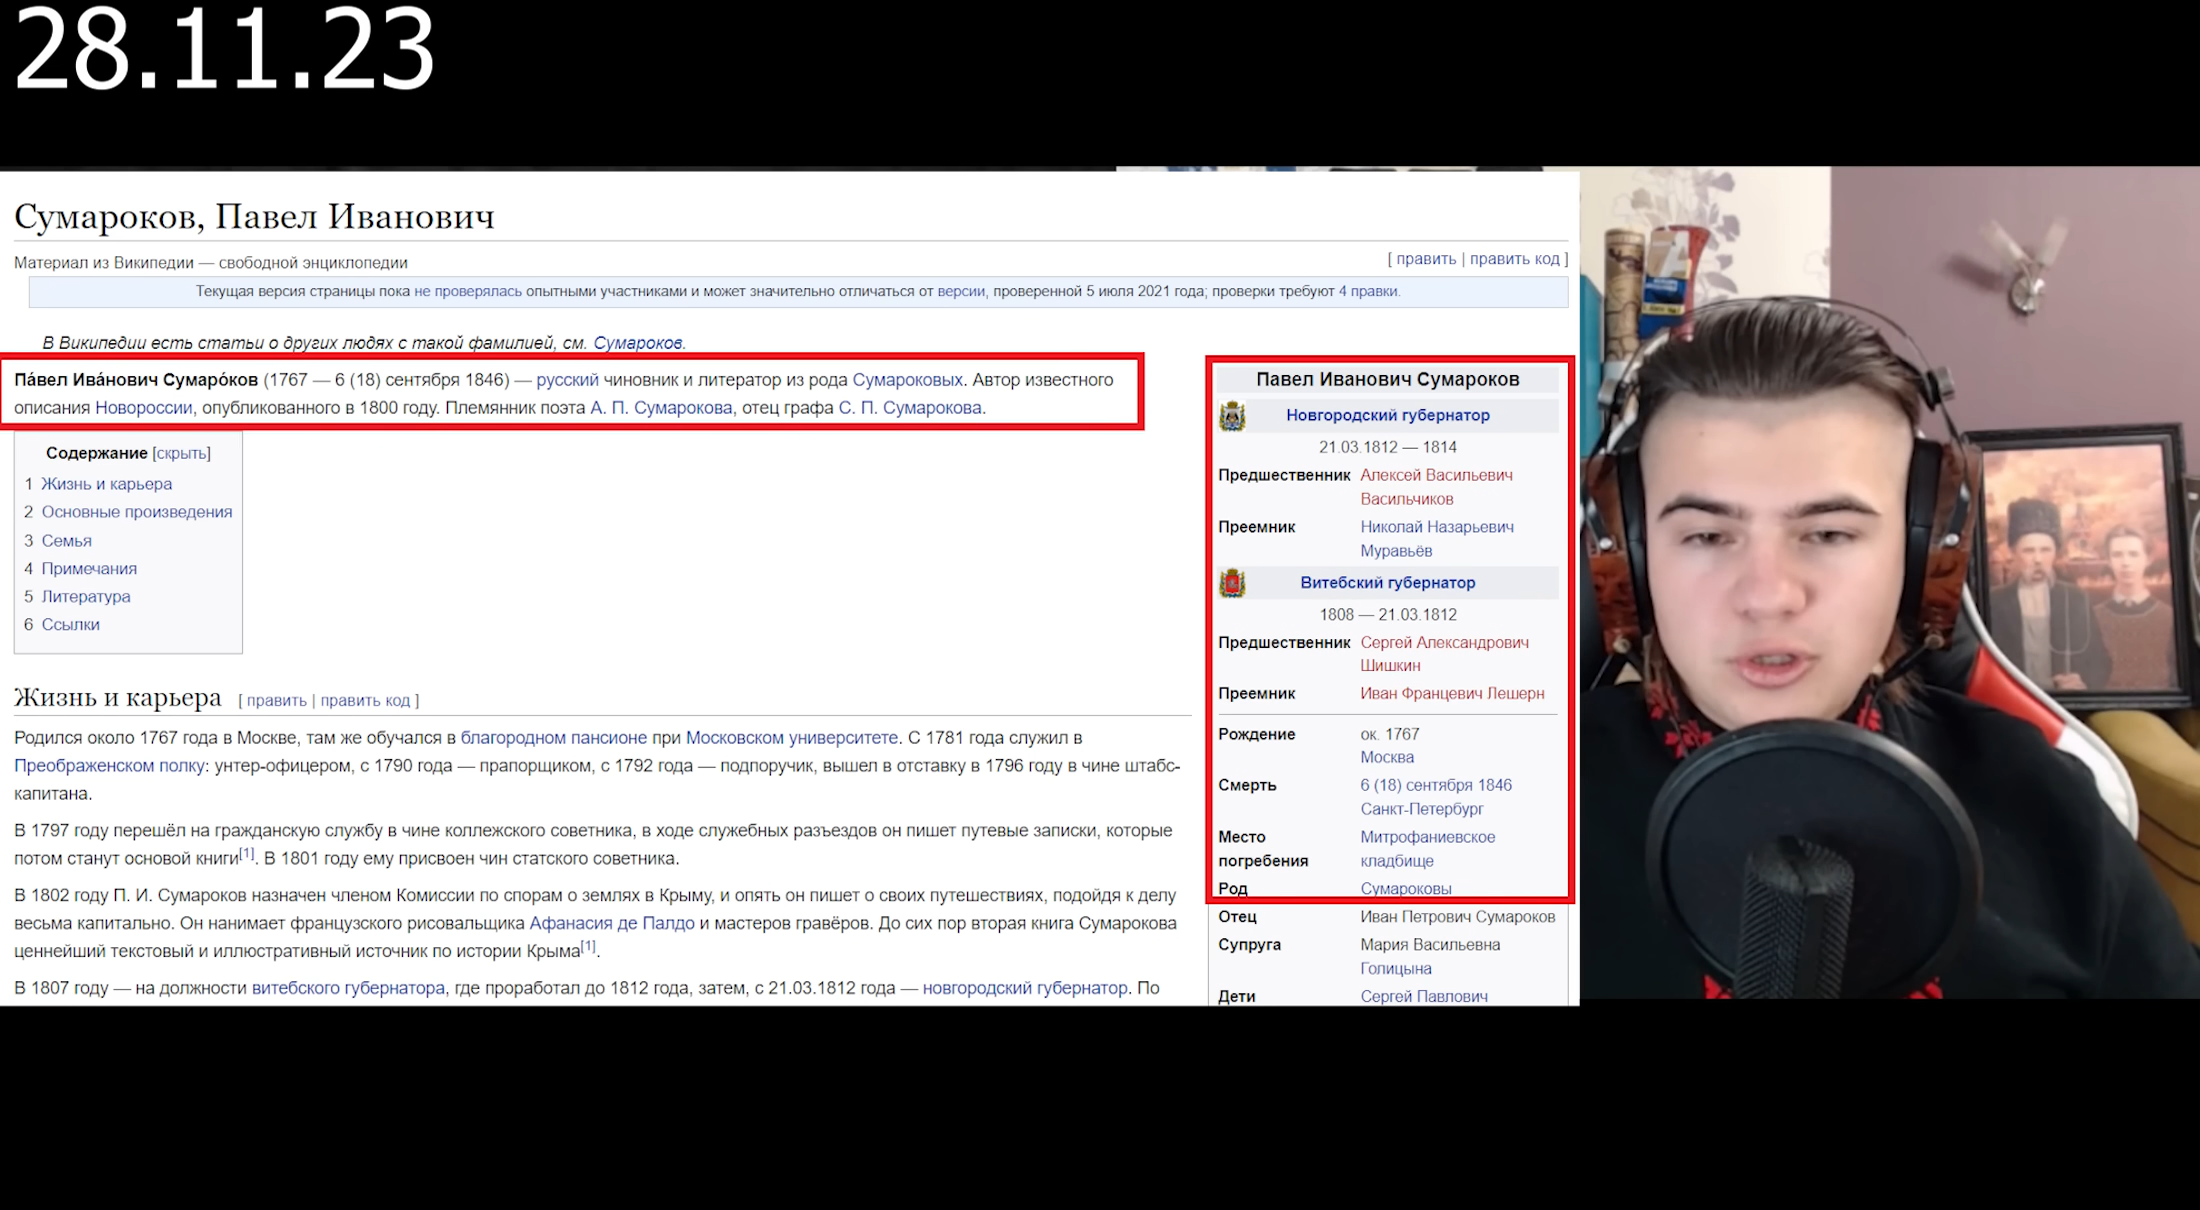 28.11.23
Сумароков, Павел Иванович
Материал из Википедии — свободной энциклопедии
[ править | править код ]
Текущая версия страницы пока не проверялась опытными участниками и может значительно отличаться от версии, проверенной 5 июля 2021 года; проверки требуют 4 правки.
В Википедии есть статьи о других людях с такой фамилией, см. Сумароков.
Па́вел Ива́нович Сумаро́ков (1767 — 6 (18) сентября 1846) — русский чиновник и литератор из рода Сумароковых. Автор известного
описания Новороссии, опубликованного в 1800 году. Племянник поэта А. П. Сумарокова, отец графа С. П. Сумарокова.
Содержание [скрыть]
1 Жизнь и карьера
2 Основные произведения
3 Семья
4 Примечания
5 Литература
6 Ссылки
Жизнь и карьера [ править | править код ]
Родился около 1767 года в Москве, там же обучался в благородном пансионе при Московском университете. С 1781 года служил в
Преображенском полку: унтер-офицером, с 1790 года — прапорщиком, с 1792 года — подпоручик, вышел в отставку в 1796 году в чине штабс-
капитана.
В 1797 году перешёл на гражданскую службу в чине коллежского советника, в ходе служебных разъездов он пишет путевые записки, которые
потом станут основой книги[1]. В 1801 году ему присвоен чин статского советника.
В 1802 году П. И. Сумароков назначен членом Комиссии по спорам о землях в Крыму, и опять он пишет о своих путешествиях, подойдя к делу
весьма капитально. Он нанимает французского рисовальщика Афанасия де Палдо и мастеров гравёров. До сих пор вторая книга Сумарокова
ценнейший текстовый и иллюстративный источник по истории Крыма[1].
В 1807 году — на должности витебского губернатора, где проработал до 1812 года, затем, с 21.03.1812 года — новгородский губернатор. По
Павел Иванович Сумароков
Новгородский губернатор
21.03.1812 — 1814
Предшественник Алексей Васильевич
Васильчиков
Преемник Николай Назарьевич
Муравьёв
Витебский губернатор
1808 — 21.03.1812
Предшественник Сергей Александрович
Шишкин
Преемник Иван Францевич Лешерн
Рождение ок. 1767
Москва
Смерть 6 (18) сентября 1846
Санкт-Петербург
Место Митрофаниевское
погребения кладбище
Род Сумароковы
Отец Иван Петрович Сумароков
Супруга Мария Васильевна
Голицына
Дети Сергей Павлович